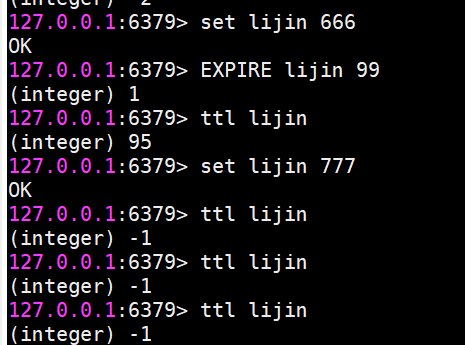 (integer) -2
127.0.0.1:6379> set lijin 666
OK
127.0.0.1:6379> EXPIRE lijin 99
(integer) 1
127.0.0.1:6379> ttl lijin
(integer) 95
127.0.0.1:6379> set lijin 777
OK
127.0.0.1:6379> ttl lijin
(integer) -1
127.0.0.1:6379> ttl lijin
(integer) -1
127.0.0.1:6379> ttl lijin
(integer) -1